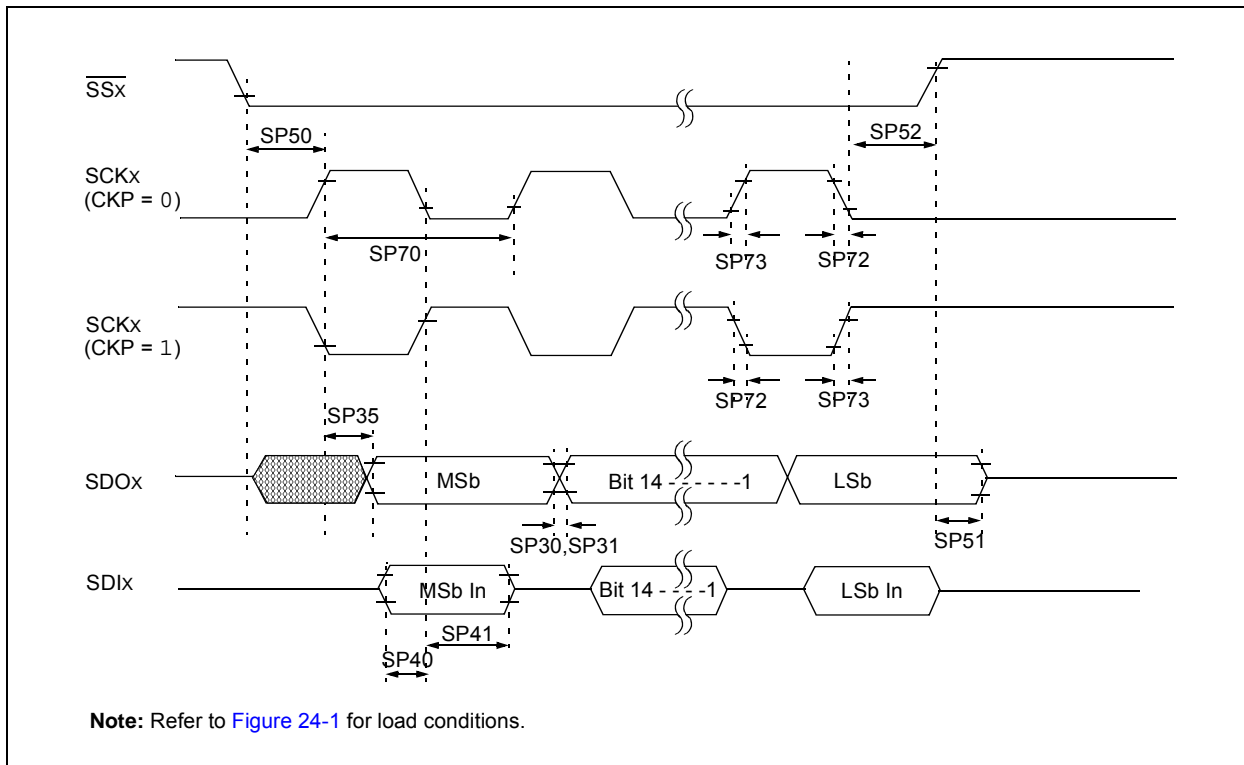 SSx
SP50
SP52
SCKx
(CKP = 0)
SP70
SP73
SP72
SCKx
(CKP = 1)
SP72
SP73
SP35
SDOx
MSb
Bit 14 - - - - - -1
LSb
SP30,SP31
SP51
SDIx
MSb In
Bit 14 - - - -1
LSb In
SP41
SP40
Note: Refer to Figure 24-1 for load conditions.